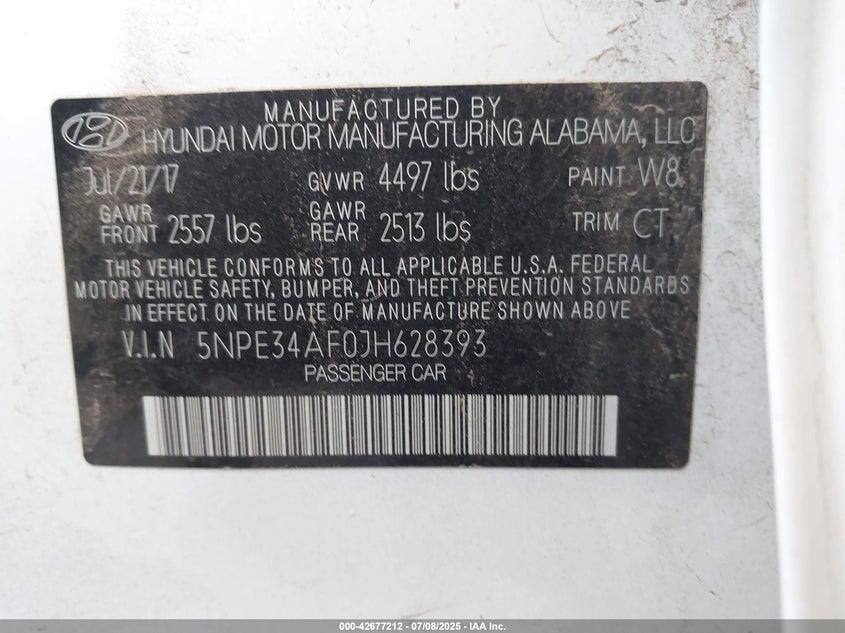 MANUFACTURED BY
HYUNDAI MOTOR MANUFACTURING ALABAMA, LLC
Jul/21/17 GVWR 4497 lbs PAINT W8
GAWR FRONT 2557 lbs GAWR REAR 2513 lbs TRIM CT
THIS VEHICLE CONFORMS TO ALL APPLICABLE U.S.A. FEDERAL
MOTOR VEHICLE SAFETY, BUMPER, AND THEFT PREVENTION STANDARDS
IN EFFECT ON THE DATE OF MANUFACTURE SHOWN ABOVE
V.I.N 5NPE34AF0JH628393
PASSENGER CAR
000-42677212 - 07/08/2025 - IAA Inc.